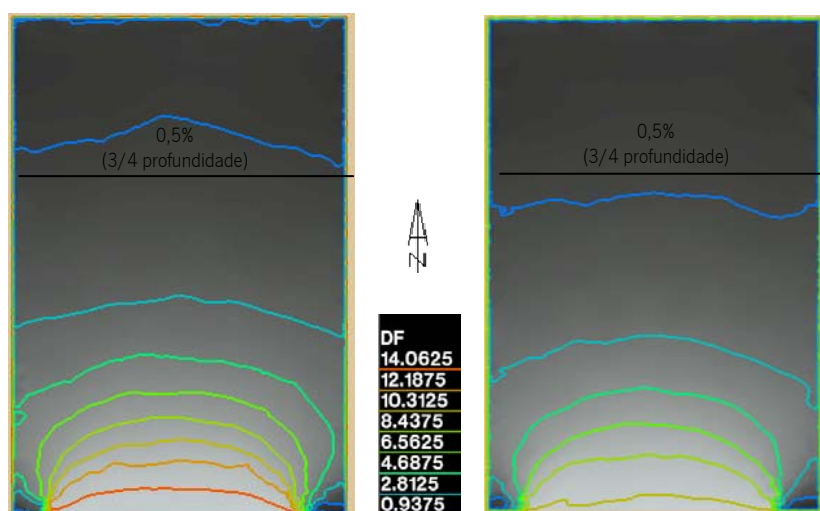 0,5%
(3/4 profundidade)
0,5%
(3/4 profundidade)
N
DF
14.0625
12.1875
10.3125
8.4375
6.5625
4.6875
2.8125
0.9375